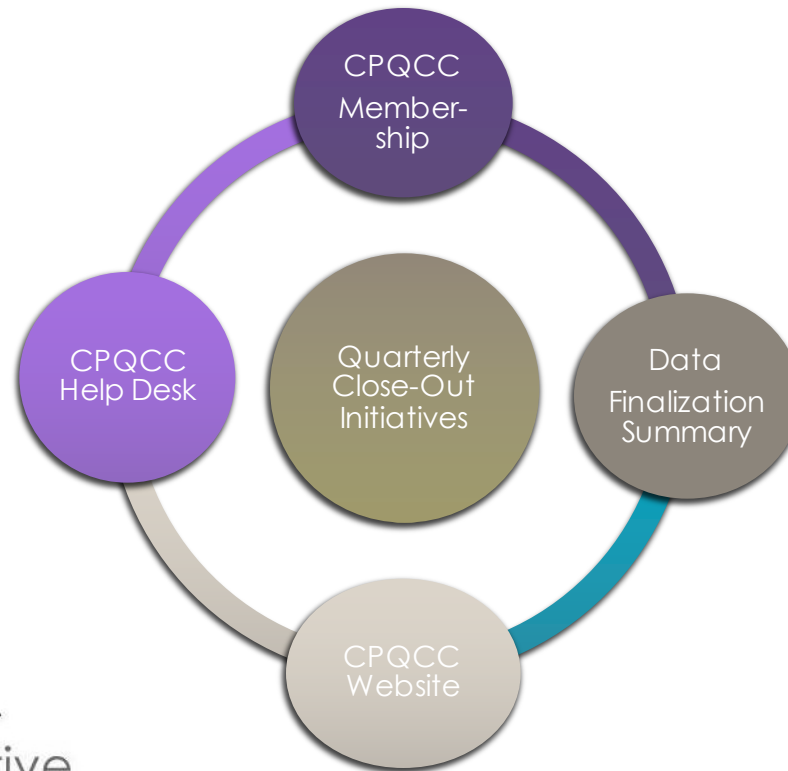 CPQCC
Member-
ship
CPQCC
Help Desk
Quarterly
Close-Out
Initiatives
Data
Finalization
Summary
CPQCC
Website